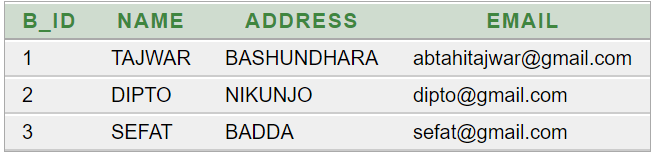 B_ID NAME ADDRESS EMAIL
1 TAJWAR BASHUNDHARA abtahitajwar@gmail.com
2 DIPTO NIKUNJO dipto@gmail.com
3 SEFAT BADDA sefat@gmail.com